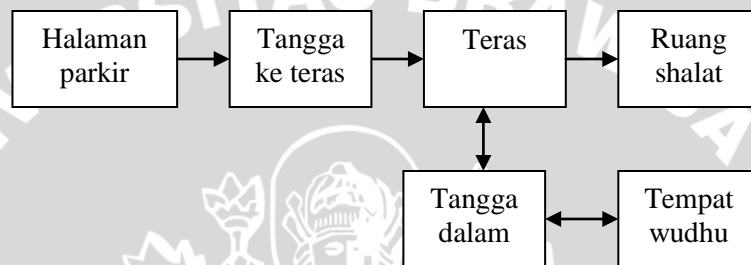 Halaman
parkir
Tangga
ke teras
Teras
Ruang
shalat
Tangga
dalam
Tempat
wudhu